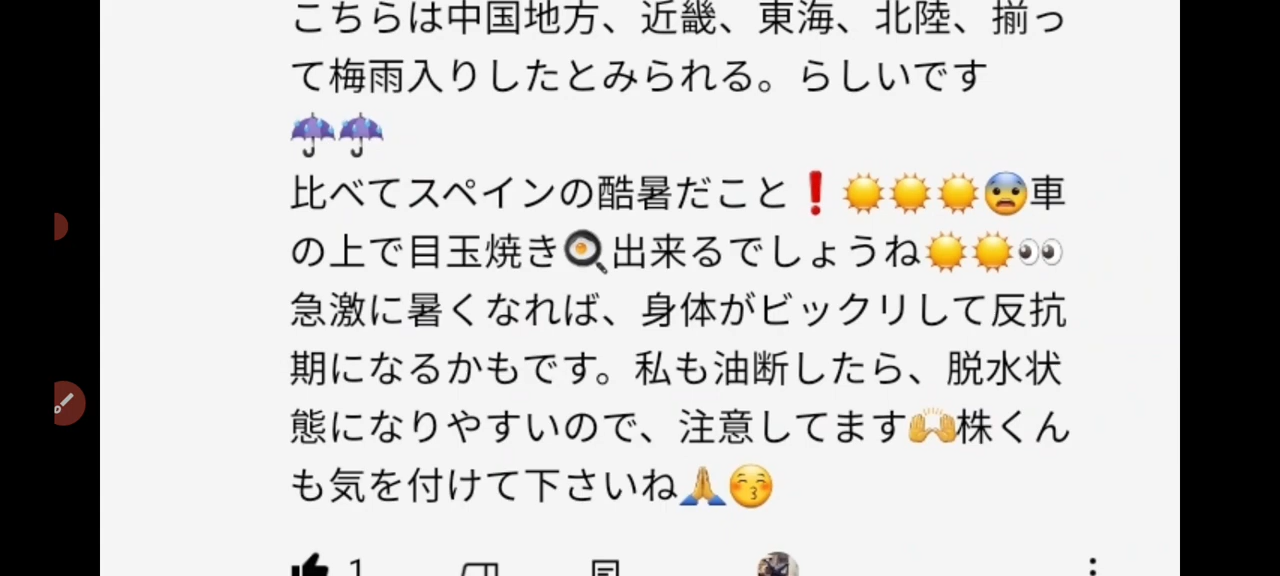 こちらは中国地方、近畿、東海、北陸、揃っ
て梅雨入りしたとみられる。らしいです
☔☔
比べてスペインの酷暑だこと❗☀️☀️☀️😨車
の上で目玉焼き🍳出来るでしょうね☀️☀️👀
急激に暑くなれば、身体がビックリして反抗
期になるかもです。私も油断したら、脱水状
態になりやすいので、注意してます🙌株くん
も気を付けて下さいね🙏😚
1